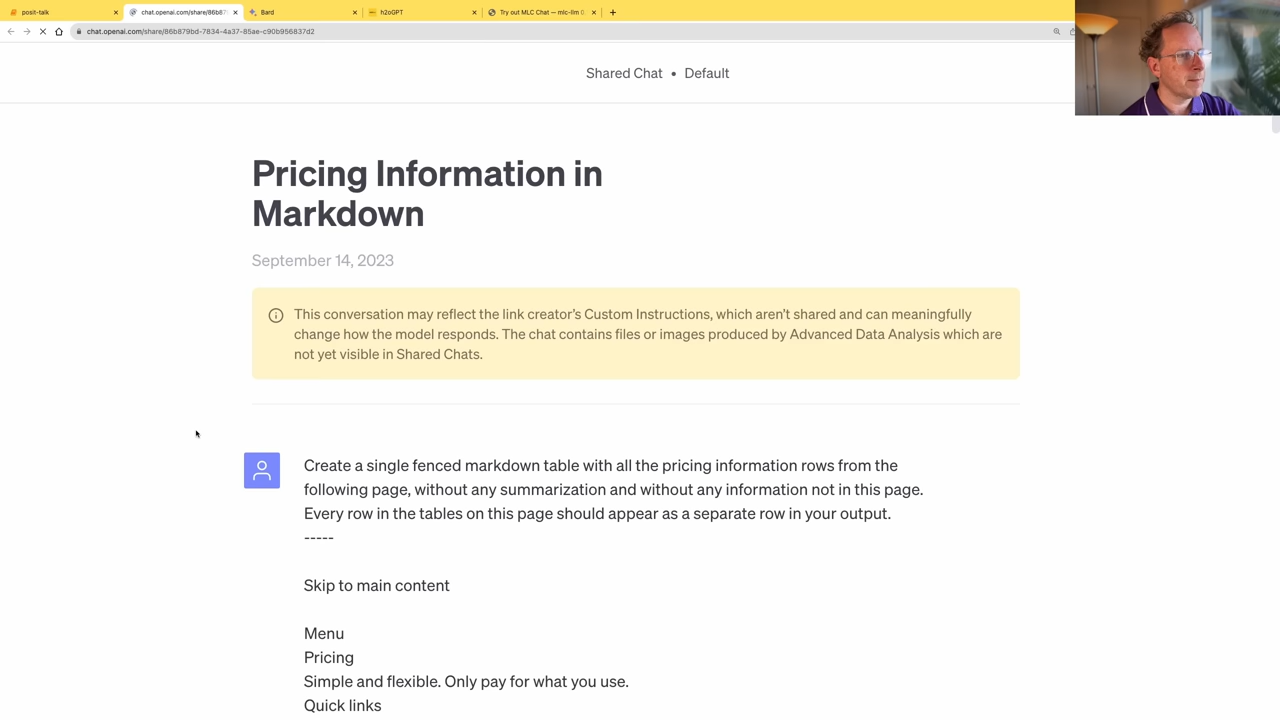 posit-talk
chat.openai.com/share/86b87
Bard
h2oGPT
Try out MLC Chat — mlc-llm 0
chat.openai.com/share/86b879bd-7834-4a37-85ae-c90b956837d2
Shared Chat • Default
Pricing Information in
Markdown
September 14, 2023
This conversation may reflect the link creator's Custom Instructions, which aren't shared and can meaningfully
change how the model responds. The chat contains files or images produced by Advanced Data Analysis which are
not yet visible in Shared Chats.
Create a single fenced markdown table with all the pricing information rows from the
following page, without any summarization and without any information not in this page.
Every row in the tables on this page should appear as a separate row in your output.
-----
Skip to main content
Menu
Pricing
Simple and flexible. Only pay for what you use.
Quick links